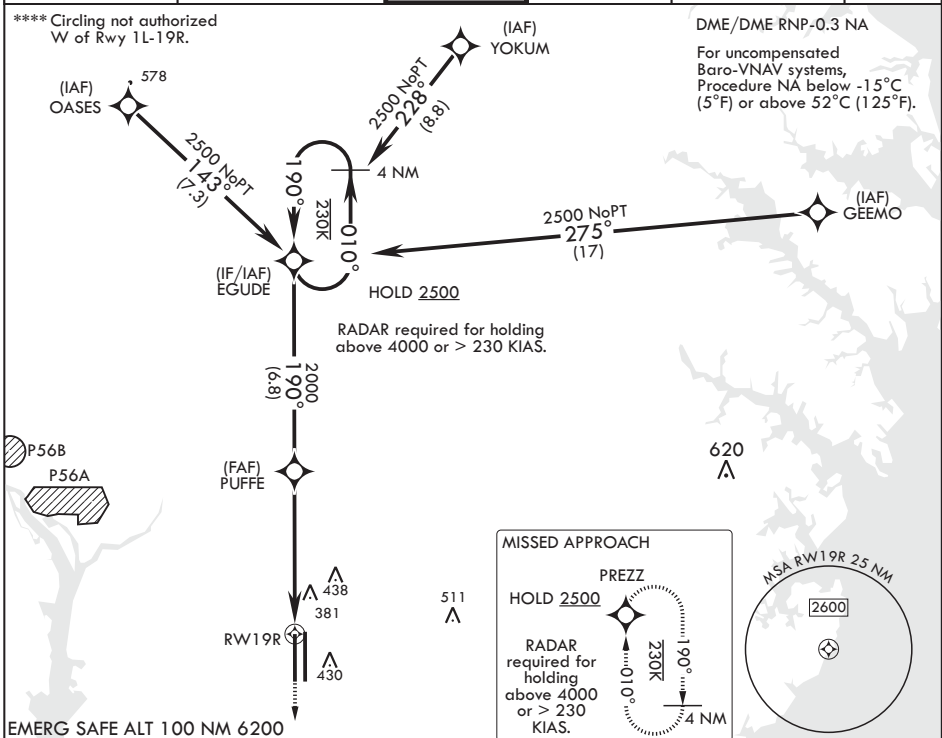 **** Circling not authorized
W of Rwy 1L-19R.
(IAF)
YOKUM
DME/DME RNP-0.3 NA
For uncompensated
Baro-VNAV systems,
Procedure NA below -15°C
(5°F) or above 52°C (125°F).
578
(IAF)
OASES
2500 NoPT
228°
(8.8)
2500 NoPT
143°
(7.3)
4 NM
190°
230K
010°
(IAF)
GEEMO
2500 NoPT
275°
(17)
(IF/IAF)
EGUDE
HOLD 2500
RADAR required for holding
above 4000 or > 230 KIAS.
2000
190°
(6.8)
P56B
P56A
(FAF)
PUFFE
620
MISSED APPROACH
PREZZ
HOLD 2500
RADAR
required for
holding
above 4000
or > 230
KIAS.
230K
190°
010°
4 NM
MSA RW19R 25 NM
2600
438
381
511
RW19R
430
EMERG SAFE ALT 100 NM 6200